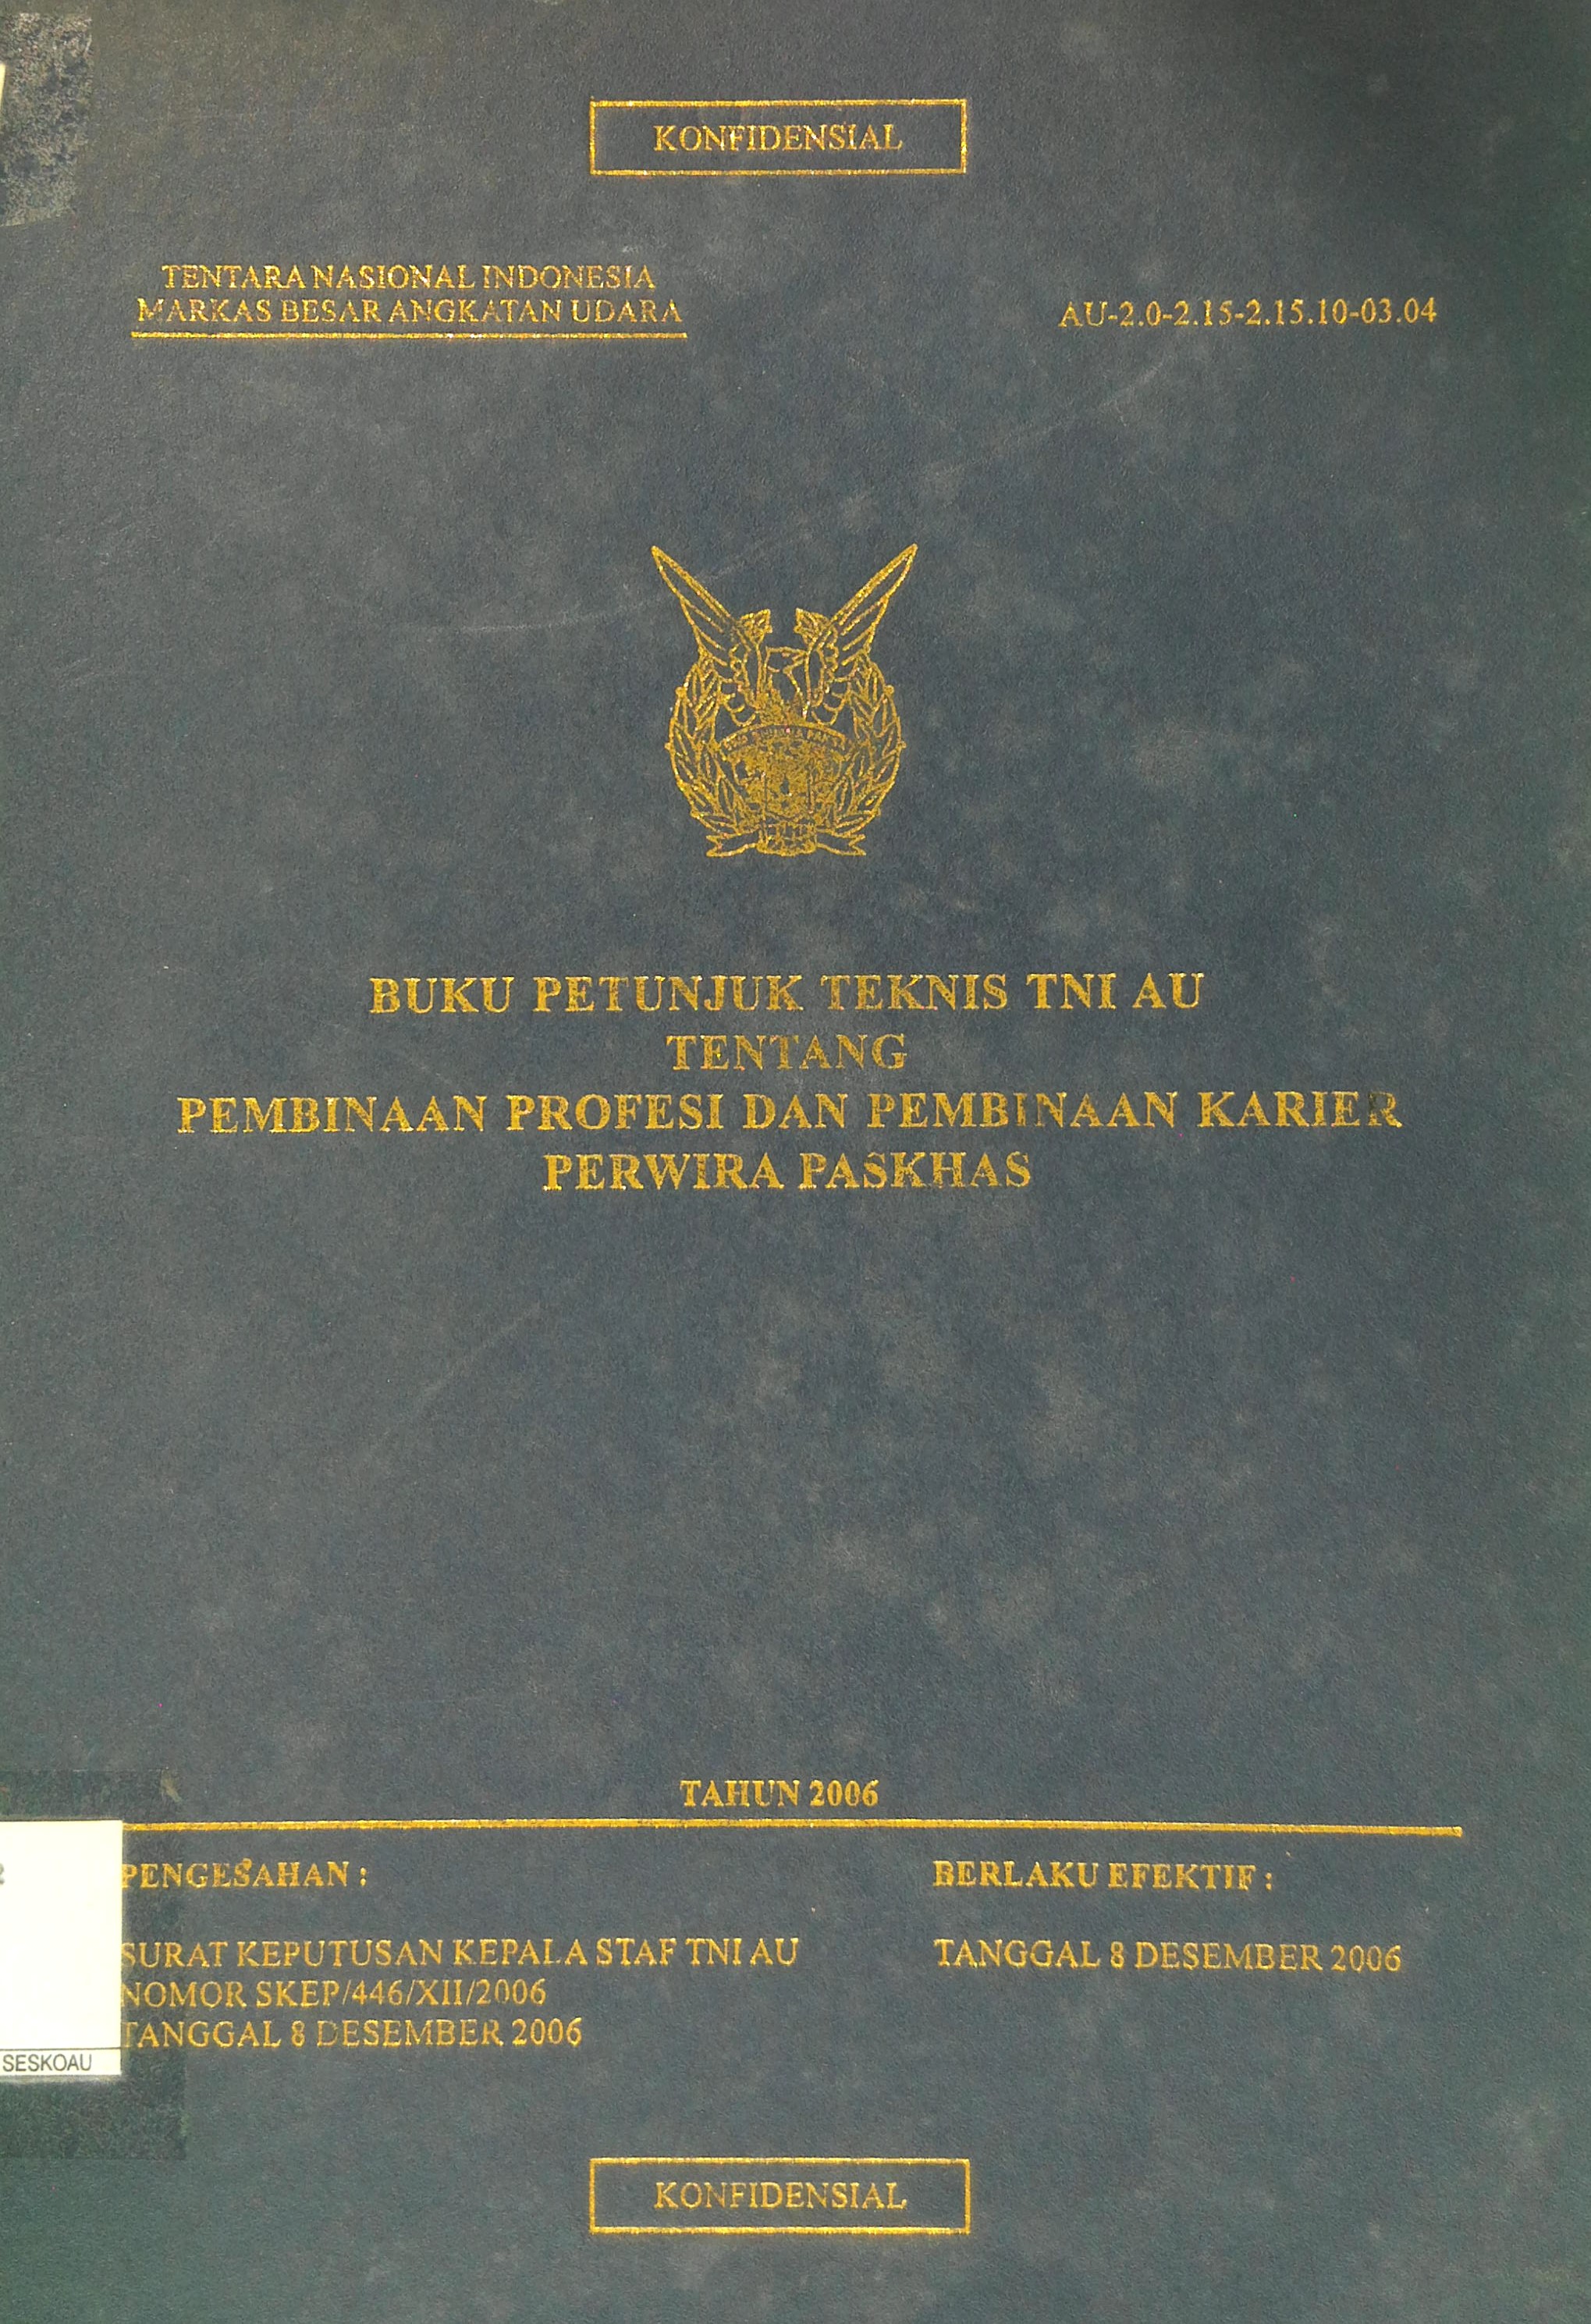 KONFIDENSIAL
TENTARA NASIONAL INDONESIA
MARKAS BESAR ANGKATAN UDARA
AU-2.0-2.15-2.15.10-03.04
BUKU PETUNJUK TEKNIS TNI AU
TENTANG
PEMBINAAN PROFESI DAN PEMBINAAN KARIER
PERWIRA PASKHAS
TAHUN 2006
PENGESAHAN :
SURAT KEPUTUSAN KEPALA STAF TNI AU
NOMOR SKEP/446/XII/2006
TANGGAL 8 DESEMBER 2006
BERLAKU EFEKTIF :
TANGGAL 8 DESEMBER 2006
SESKOAU
KONFIDENSIAL